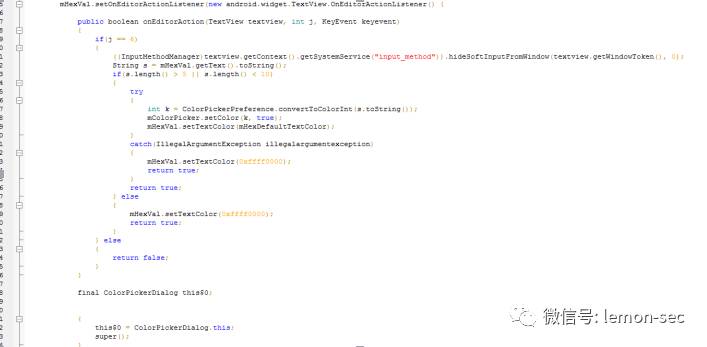 mHexVal.setOnEditorActionListener(new android.widget.TextView.OnEditorActionListener() {
public boolean onEditorAction(TextView textview, int j, KeyEvent keyevent)
{
if(j == 6)
{
((InputMethodManager)textview.getContext().getSystemService("input_method")).hideSoftInputFromWindow(textview.getWindowToken(), 0);
String s = mHexVal.getText().toString();
if(s.length() > 5 || s.length() < 10)
{
try
{
int k = ColorPickerPreference.convertToColorInt(s.toString());
mColorPicker.setColor(k, true);
mHexVal.setTextColor(mHexDefaultTextColor);
}
catch(IllegalArgumentException illegalargumentexception)
{
mHexVal.setTextColor(0xffff0000);
return true;
}
return true;
} else
{
mHexVal.setTextColor(0xffff0000);
return true;
}
} else
{
return false;
}
}
final ColorPickerDialog this$0;
{
this$0 = ColorPickerDialog.this;
super();
}
微信号: lemon-sec